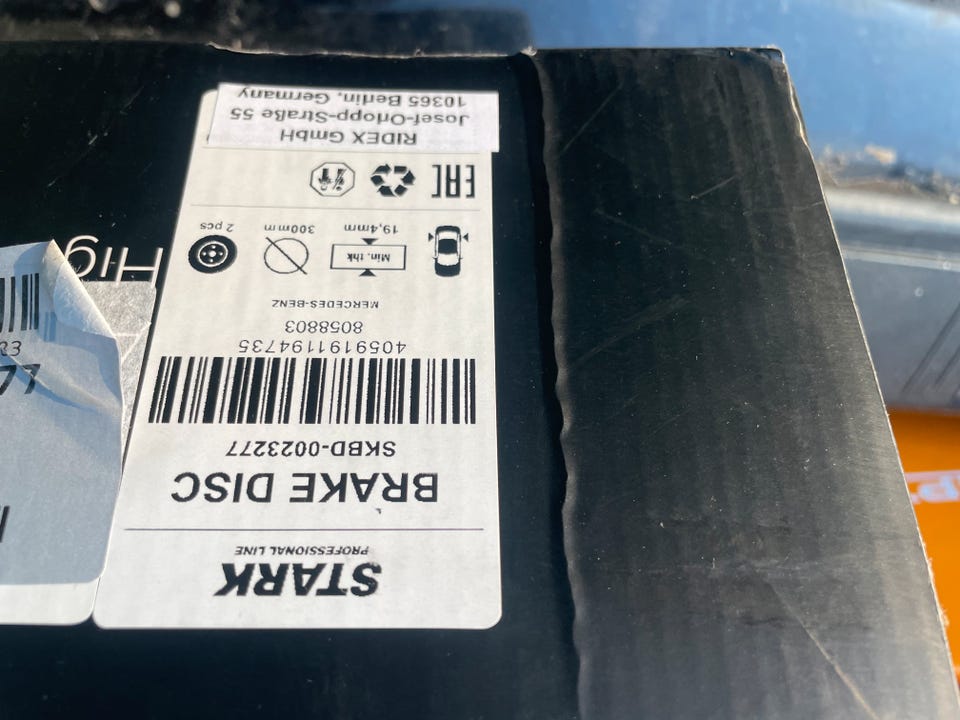 STARK
PROFESSIONAL LINE
BRAKE DISC
SKBD-0023277
4059191194735
8058803
MERCEDES-BENZ
Min. thk
19,4mm
300mm
2 pcs
EAC
RIDEX GmbH
Josef-Orlopp-Straße 55
10365 Berlin, Germany
Hig